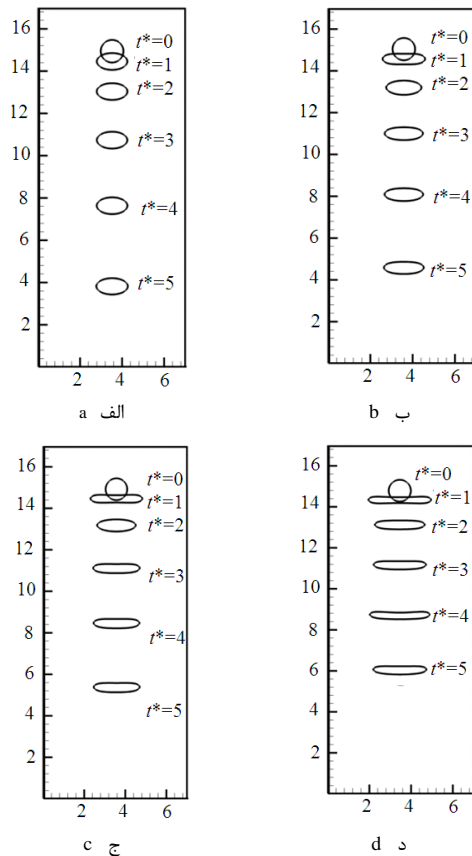 16
14
12
10
8
6
4
2
2 4 6
t*=0
t*=1
t*=2
t*=3
t*=4
t*=5
a الف
16
14
12
10
8
6
4
2
2 4 6
t*=0
t*=1
t*=2
t*=3
t*=4
t*=5
b ب
16
14
12
10
8
6
4
2
2 4 6
t*=0
t*=1
t*=2
t*=3
t*=4
t*=5
c ج
16
14
12
10
8
6
4
2
2 4 6
t*=0
t*=1
t*=2
t*=3
t*=4
t*=5
d د